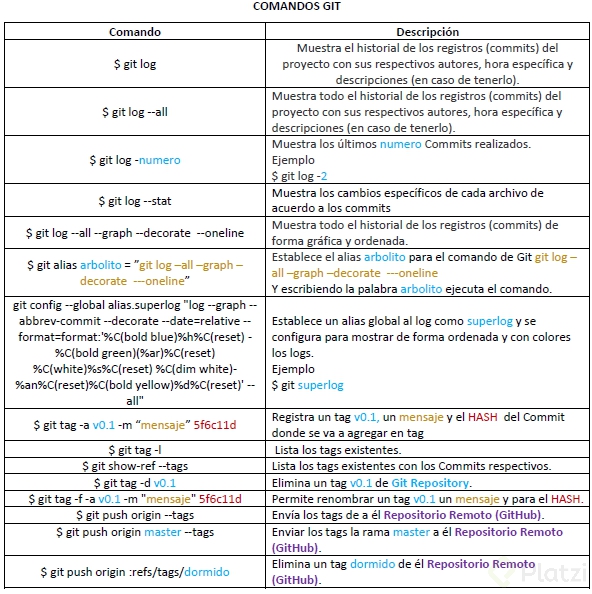 COMANDOS GIT
Comando
Descripción
$ git log
Muestra el historial de los registros (commits) del
proyecto con sus respectivos autores, hora específica y
descripciones (en caso de tenerlo).
$ git log --all
Muestra todo el historial de los registros (commits) del
proyecto con sus respectivos autores, hora específica y
descripciones (en caso de tenerlo).
$ git log -numero
Muestra los últimos numero Commits realizados.
Ejemplo
$ git log -2
$ git log --stat
Muestra los cambios específicos de cada archivo de
acuerdo a los commits
$ git log --all --graph --decorate --oneline
Muestra todo el historial de los registros (commits) de
forma gráfica y ordenada.
$ git alias arbolito = "git log –all –graph –
decorate ---oneline"
Establece el alias arbolito para el comando de Git git log –
all –graph –decorate ---oneline
Y escribiendo la palabra arbolito ejecuta el comando.
git config --global alias.superlog "log --graph --
abbrev-commit --decorate --date=relative --
format=format:'%C(bold blue)%h%C(reset) -
%C(bold green)(%ar)%C(reset)
%C(white)%s%C(reset) %C(dim white)-
%an%C(reset)%C(bold yellow)%d%C(reset)' --
all"
Establece un alias global al log como superlog y se
configura para mostrar de forma ordenada y con colores
los logs.
Ejemplo
$ git superlog
$ git tag -a v0.1 -m "mensaje" 5f6c11d
Registra un tag v0.1, un mensaje y el HASH del Commit
donde se va a agregar en tag
$ git tag -l
Lista los tags existentes.
$ git show-ref --tags
Lista los tags existentes con los Commits respectivos.
$ git tag -d v0.1
Elimina un tag v0.1 de Git Repository.
$ git tag -f -a v0.1 -m "mensaje" 5f6c11d
Permite renombrar un tag v0.1 un mensaje y para el HASH.
$ git push origin --tags
Envía los tags de a él Repositorio Remoto (GitHub).
$ git push origin master --tags
Enviar los tags la rama master a él Repositorio Remoto
(GitHub).
$ git push origin :refs/tags/dormido
Elimina un tag dormido de él Repositorio Remoto
(GitHub).
Platzi